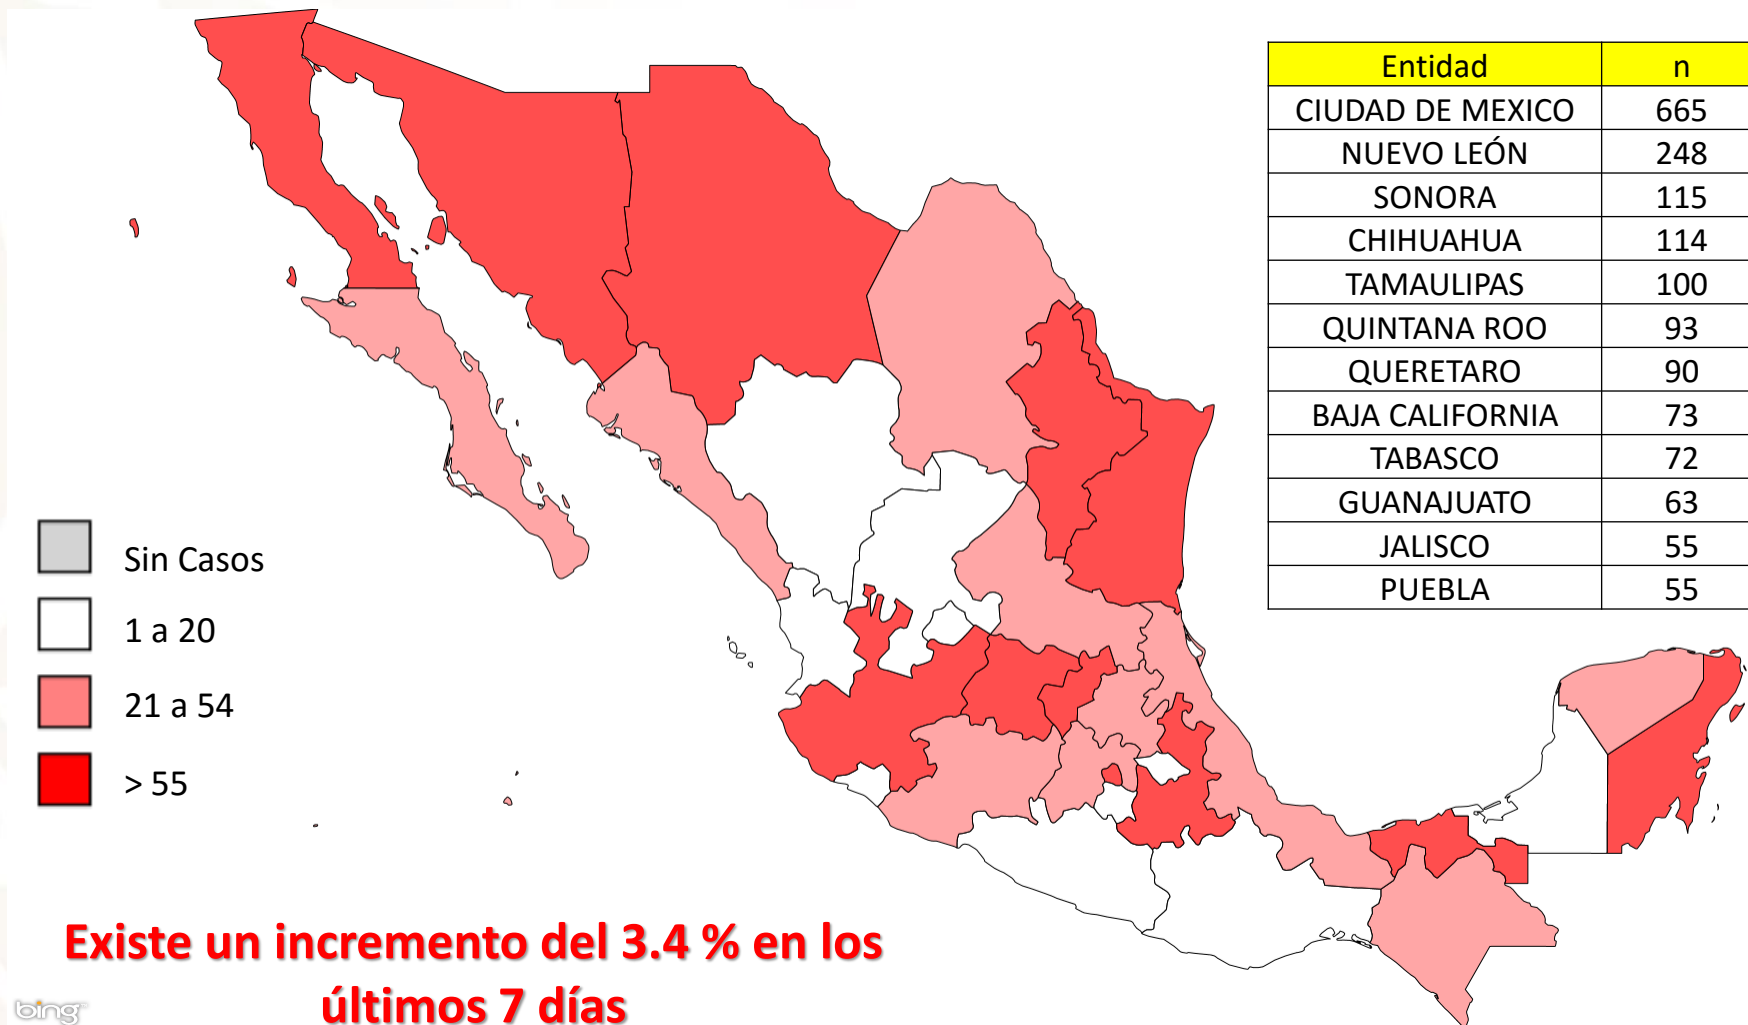 Entidad n
CIUDAD DE MEXICO 665
NUEVO LEÓN 248
SONORA 115
CHIHUAHUA 114
TAMAULIPAS 100
QUINTANA ROO 93
QUERETARO 90
BAJA CALIFORNIA 73
TABASCO 72
GUANAJUATO 63
JALISCO 55
PUEBLA 55
Sin Casos
1 a 20
21 a 54
> 55
Existe un incremento del 3.4 % en los
últimos 7 días
bing